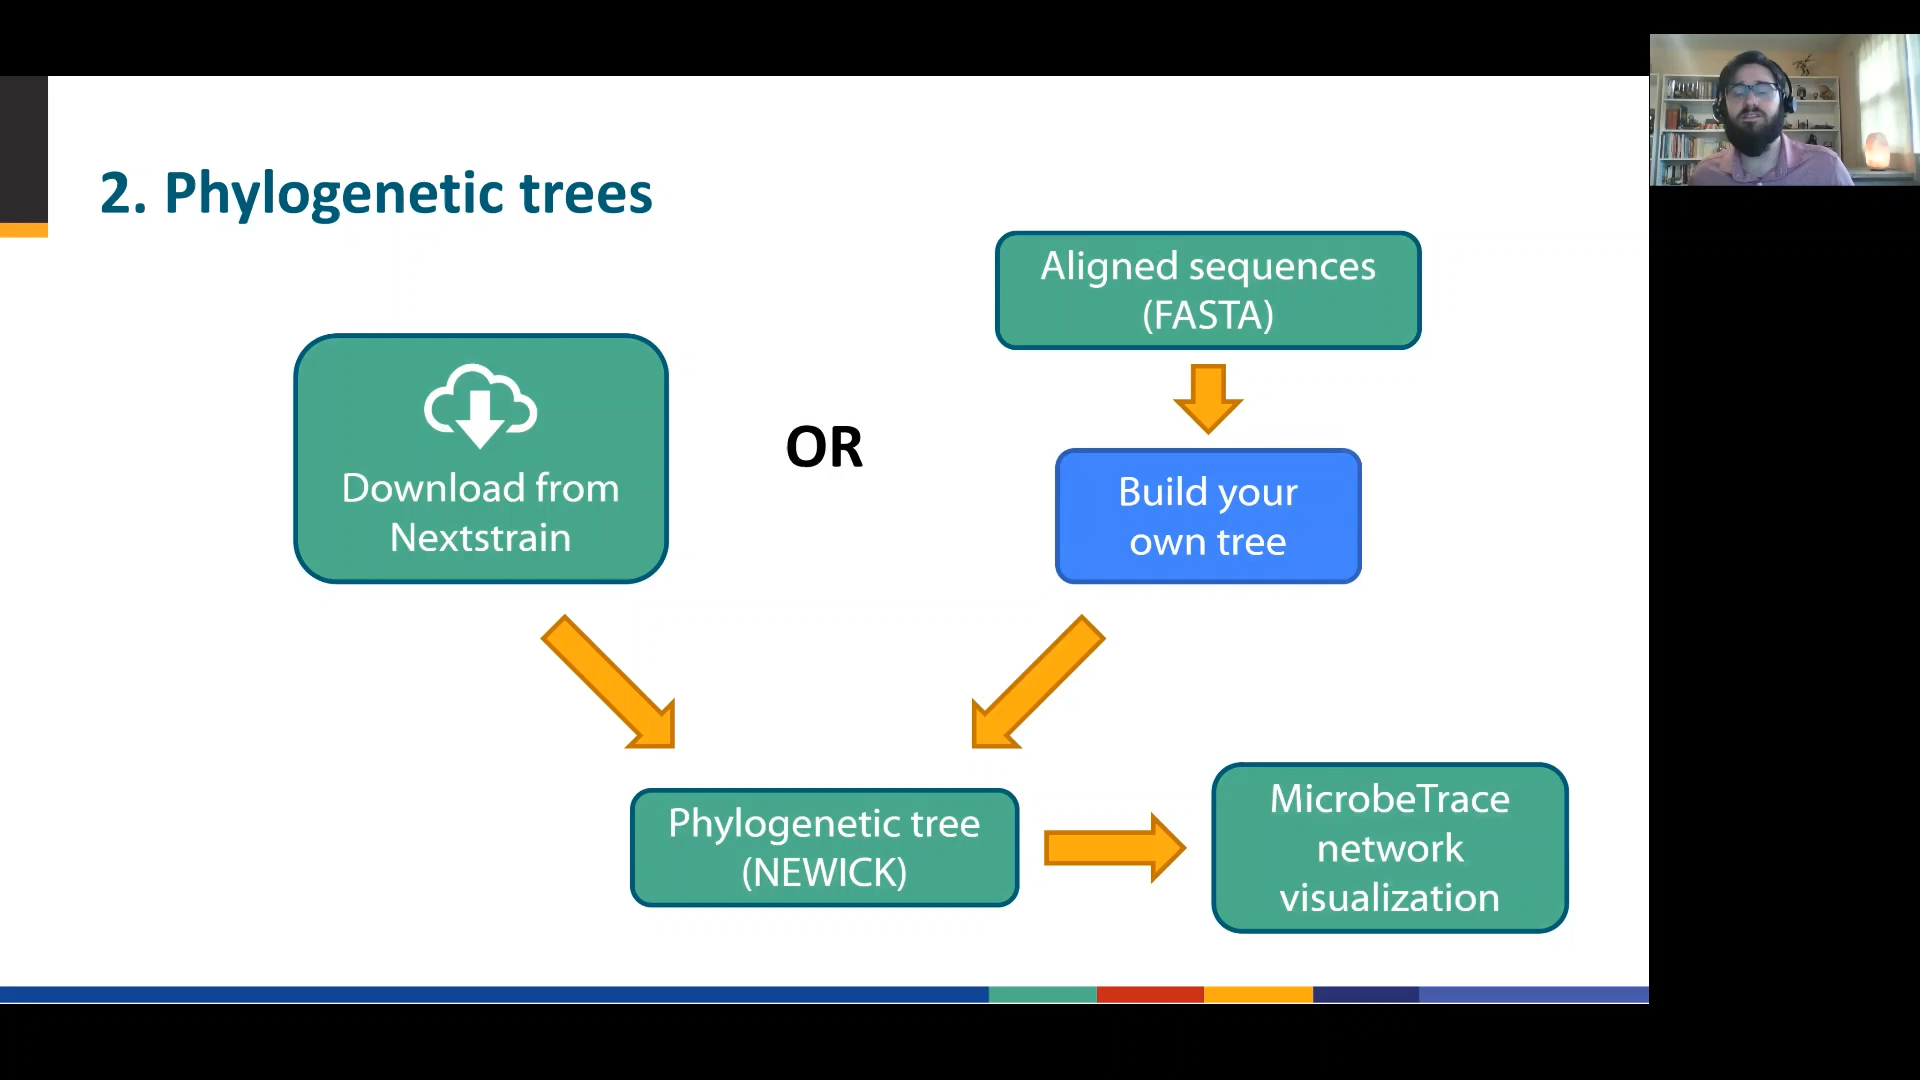 2. Phylogenetic trees
Aligned sequences
(FASTA)
Download from
Nextstrain
OR
Build your
own tree
Phylogenetic tree
(NEWICK)
MicrobeTrace
network
visualization